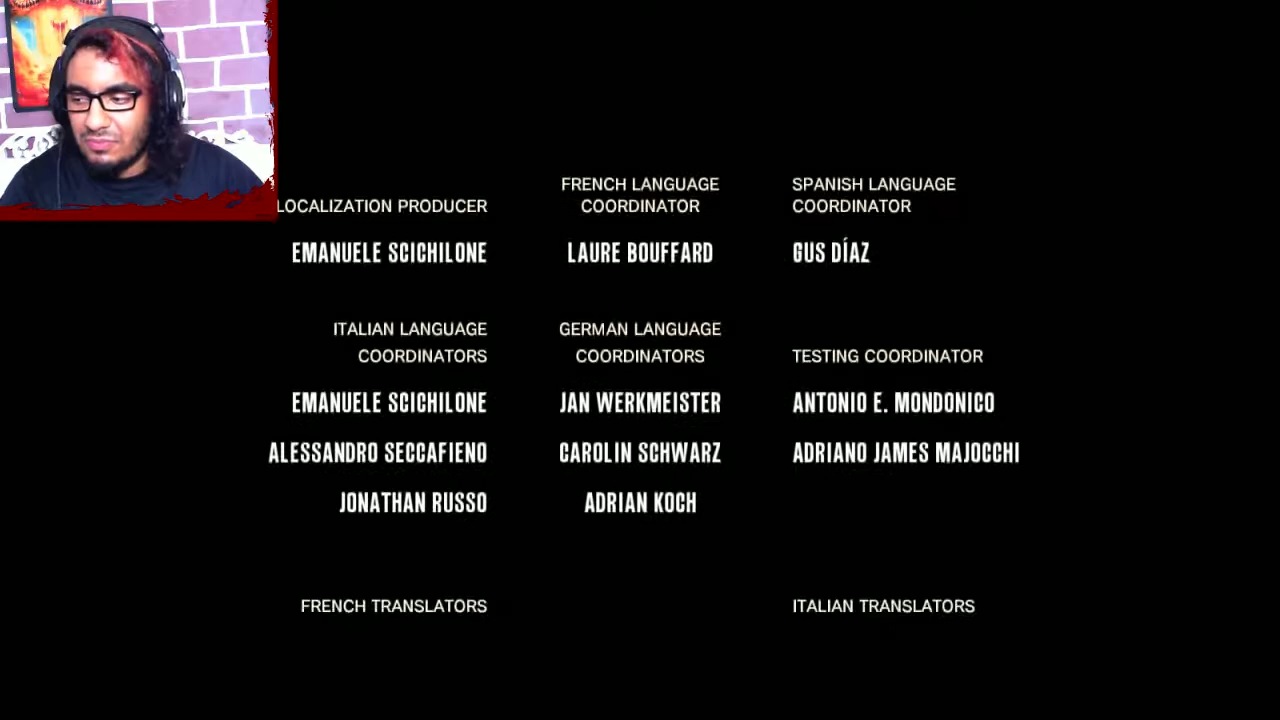 LOCALIZATION PRODUCER
EMANUELE SCICHILONE
FRENCH LANGUAGE
COORDINATOR
LAURE BOUFFARD
SPANISH LANGUAGE
COORDINATOR
GUS DÍAZ
ITALIAN LANGUAGE
COORDINATORS
EMANUELE SCICHILONE
ALESSANDRO SECCAFIENO
JONATHAN RUSSO
GERMAN LANGUAGE
COORDINATORS
JAN WERKMEISTER
CAROLIN SCHWARZ
ADRIAN KOCH
TESTING COORDINATOR
ANTONIO E. MONDONICO
ADRIANO JAMES MAJOCCHI
FRENCH TRANSLATORS
ITALIAN TRANSLATORS